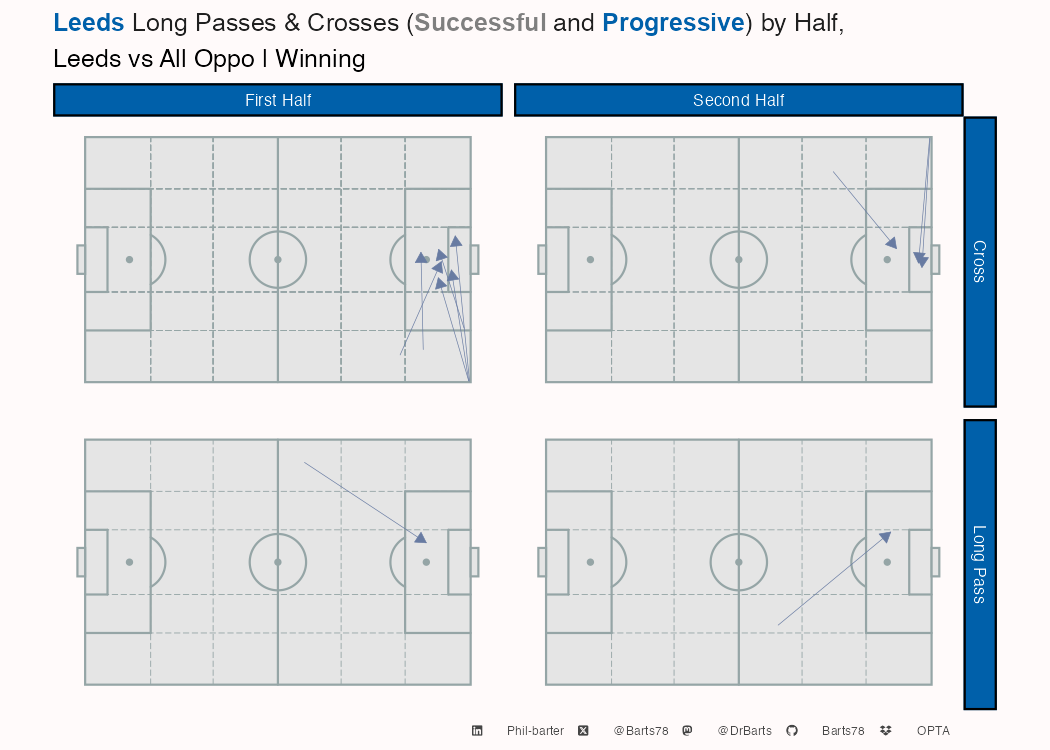 Leeds Long Passes & Crosses (Successful and Progressive) by Half,
Leeds vs All Oppo | Winning
First Half
Second Half
Cross
Long Pass
Phil-barter @Barts78 @DrBarts Barts78 OPTA